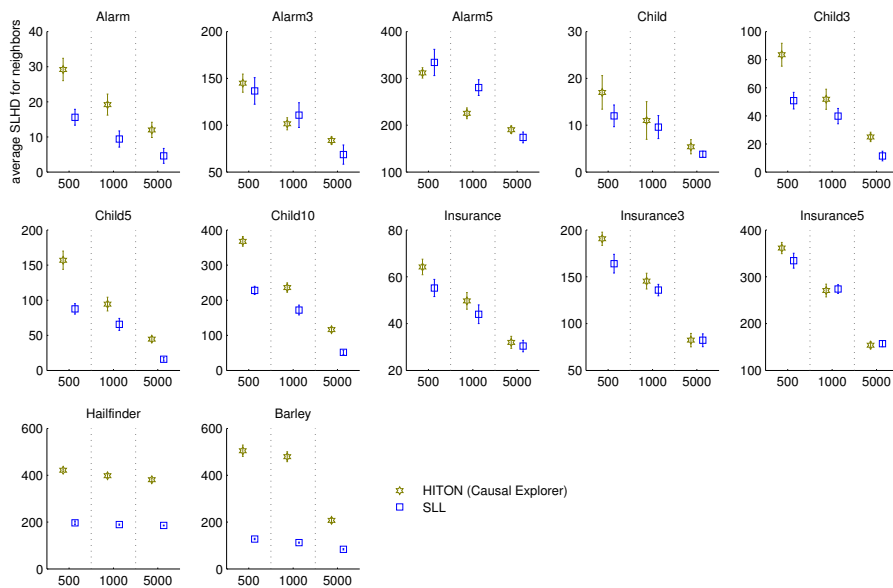 Alarm
Alarm3
Alarm5
Child
Child3
average SLHD for neighbors
40
30
20
10
0
500 1000 5000
200
150
100
50
500 1000 5000
400
300
200
100
500 1000 5000
30
20
10
0
500 1000 5000
100
80
60
40
20
0
500 1000 5000
Child5
Child10
Insurance
Insurance3
Insurance5
200
150
100
50
0
500 1000 5000
400
300
200
100
0
500 1000 5000
80
60
40
20
500 1000 5000
200
150
100
50
500 1000 5000
400
300
200
100
500 1000 5000
Hailfinder
Barley
600
400
200
0
500 1000 5000
600
400
200
0
500 1000 5000
HITON (Causal Explorer)
SLL